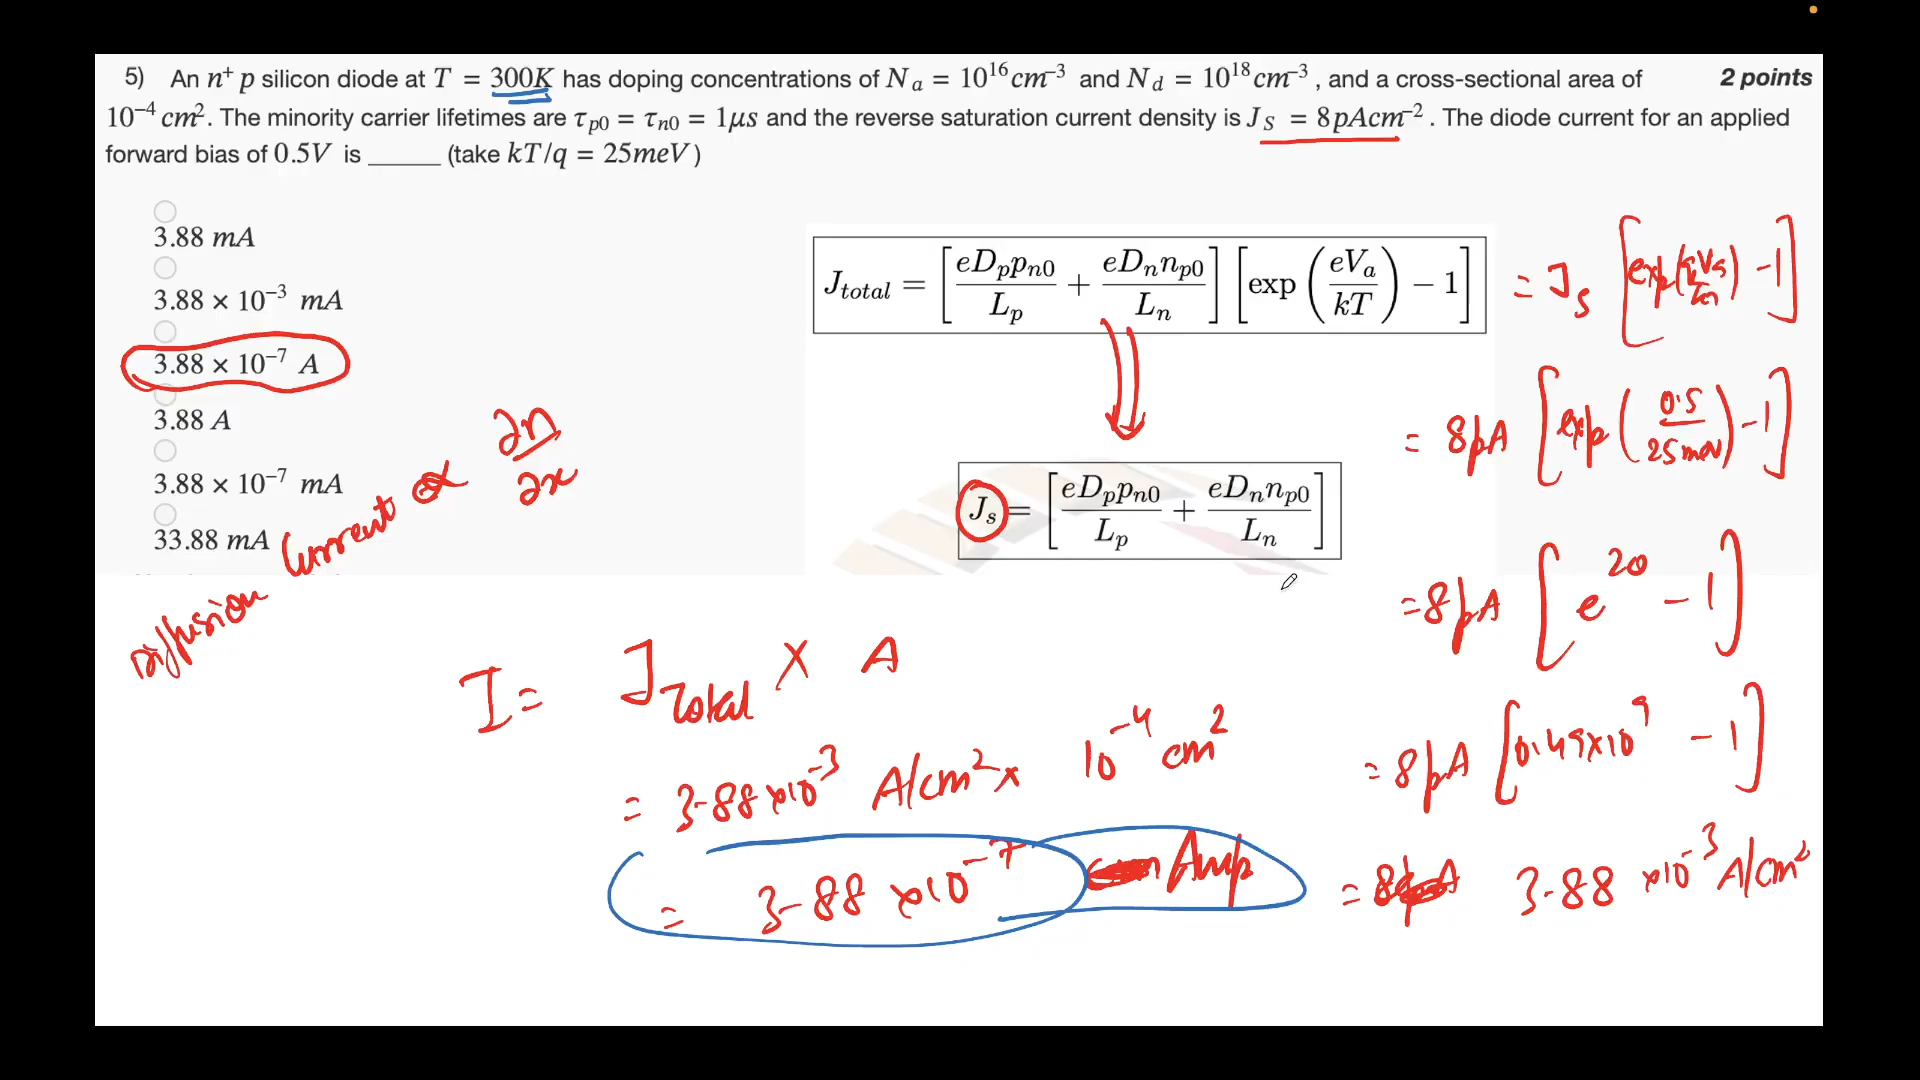 5) An n⁺ p silicon diode at T = 300K has doping concentrations of Nₐ = 10¹⁶cm⁻³ and N_d = 10¹⁸cm⁻³ , and a cross-sectional area of 2 points
10⁻⁴ cm². The minority carrier lifetimes are τ_p0 = τ_n0 = 1μs and the reverse saturation current density is J_S = 8pAcm⁻² . The diode current for an applied
forward bias of 0.5V is _____ (take kT/q = 25meV)
3.88 mA
3.88 × 10⁻³ mA
3.88 × 10⁻⁷ A
3.88 A
3.88 × 10⁻⁷ mA
33.88 mA
J_total = [eD_p p_n0 / L_p + eD_n n_p0 / L_n] [exp (eV_a / kT) − 1]
= J_s [exp(qVa/kT) - 1]
= 8pA [exp (0.5 / 25meV) - 1]
J_s = [eD_p p_n0 / L_p + eD_n n_p0 / L_n]
= 8pA [e²⁰ - 1]
= 8pA [0.49×10⁹ - 1]
= 3.88 ×10⁻³ A/cm²
Diffusion current ∝ ∂n/∂x
I = J_Total × A
= 3.88×10⁻³ A/cm² × 10⁻⁴ cm²
= 3.88 ×10⁻⁷ Amp